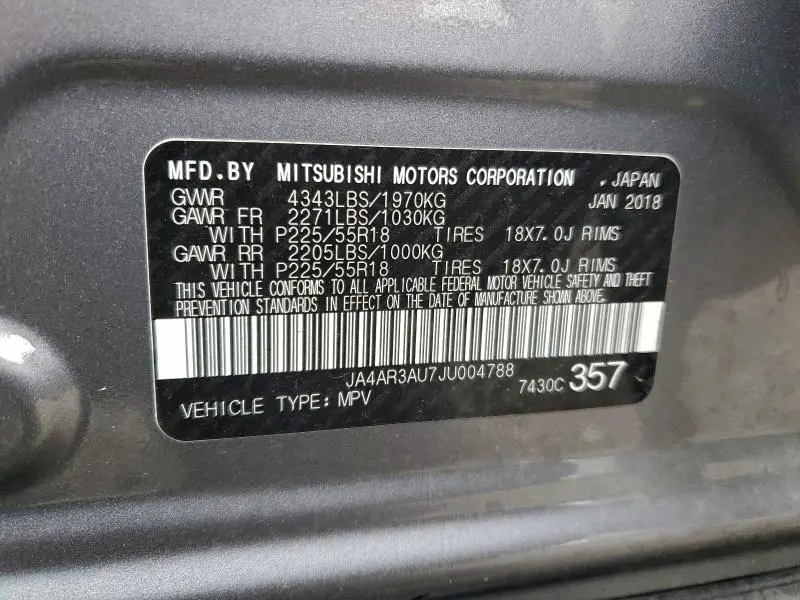 MFD.BY MITSUBISHI MOTORS CORPORATION . JAPAN
GVWR 4343LBS/1970KG JAN 2018
GAWR FR 2271LBS/1030KG
WITH P225/55R18 TIRES 18X7.0J RIMS
GAWR RR 2205LBS/1000KG
WITH P225/55R18 TIRES 18X7.0J RIMS
THIS VEHICLE CONFORMS TO ALL APPLICABLE FEDERAL MOTOR VEHICLE SAFETY AND THEFT
PREVENTION STANDARDS IN EFFECT ON THE DATE OF MANUFACTURE SHOWN ABOVE.
JA4AR3AU7JU004788
7430C 357
VEHICLE TYPE: MPV